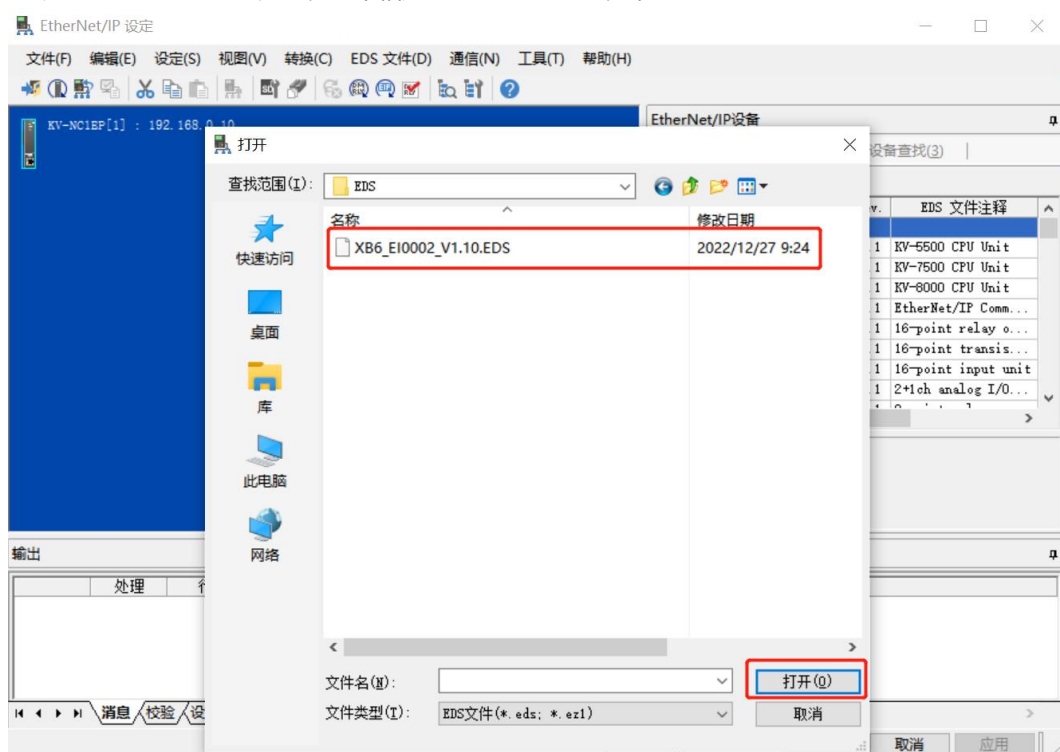 EtherNet/IP 设定
文件(F) 编辑(E) 设定(S) 视图(V) 转换(C) EDS 文件(D) 通信(N) 工具(T) 帮助(H)
KV-NC1EP[1] : 192.168.0.10
EtherNet/IP设备
打开
设备查找(3)
查找范围(I):
EDS
v.
EDS 文件注释
名称
修改日期
XB6_EI0002_V1.10.EDS
2022/12/27 9:24
1 KV-5500 CPU Unit
1 KV-7500 CPU Unit
1 KV-8000 CPU Unit
1 EtherNet/IP Comm...
1 16-point relay o...
1 16-point transis...
1 16-point input unit
1 2+1ch analog I/O...
快速访问
桌面
库
此电脑
网络
输出
处理
文件名(N):
打开(O)
文件类型(T):
EDS文件(*.eds; *.ez1)
取消
消息 校验 设
取消
应用